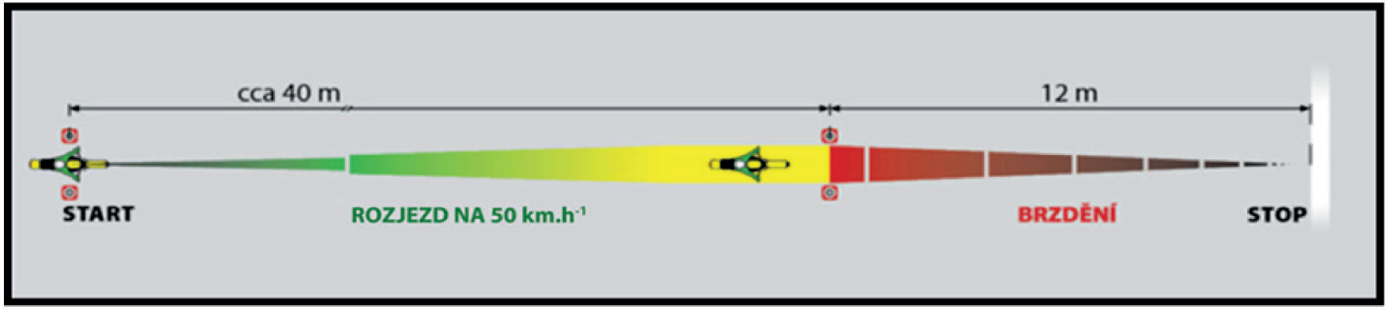 cca 40 m
12 m
START
ROZJEZD NA 50 km.h⁻¹
BRZDĚNÍ
STOP